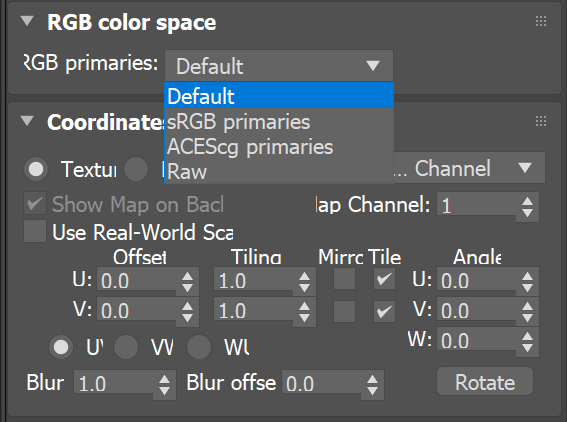 RGB color space
RGB primaries: Default
Default
sRGB primaries
ACEScg primaries
Raw
Coordinates
Textur ... Channel
Show Map on Bacl Map Channel: 1
Use Real-World Sca
Offset Tiling Mirro Tile Angle
U: 0.0 1.0 U: 0.0
V: 0.0 1.0 V: 0.0
W: 0.0
UV VW WU
Blur 1.0 Blur offse 0.0 Rotate